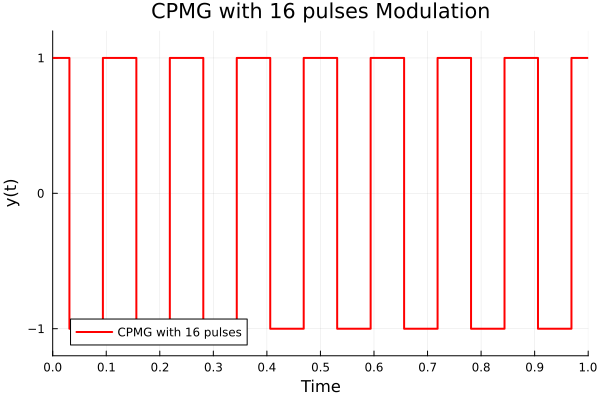 CPMG with 16 pulses Modulation
y(t)
1
0
−1
CPMG with 16 pulses
0.0 0.1 0.2 0.3 0.4 0.5 0.6 0.7 0.8 0.9 1.0
Time